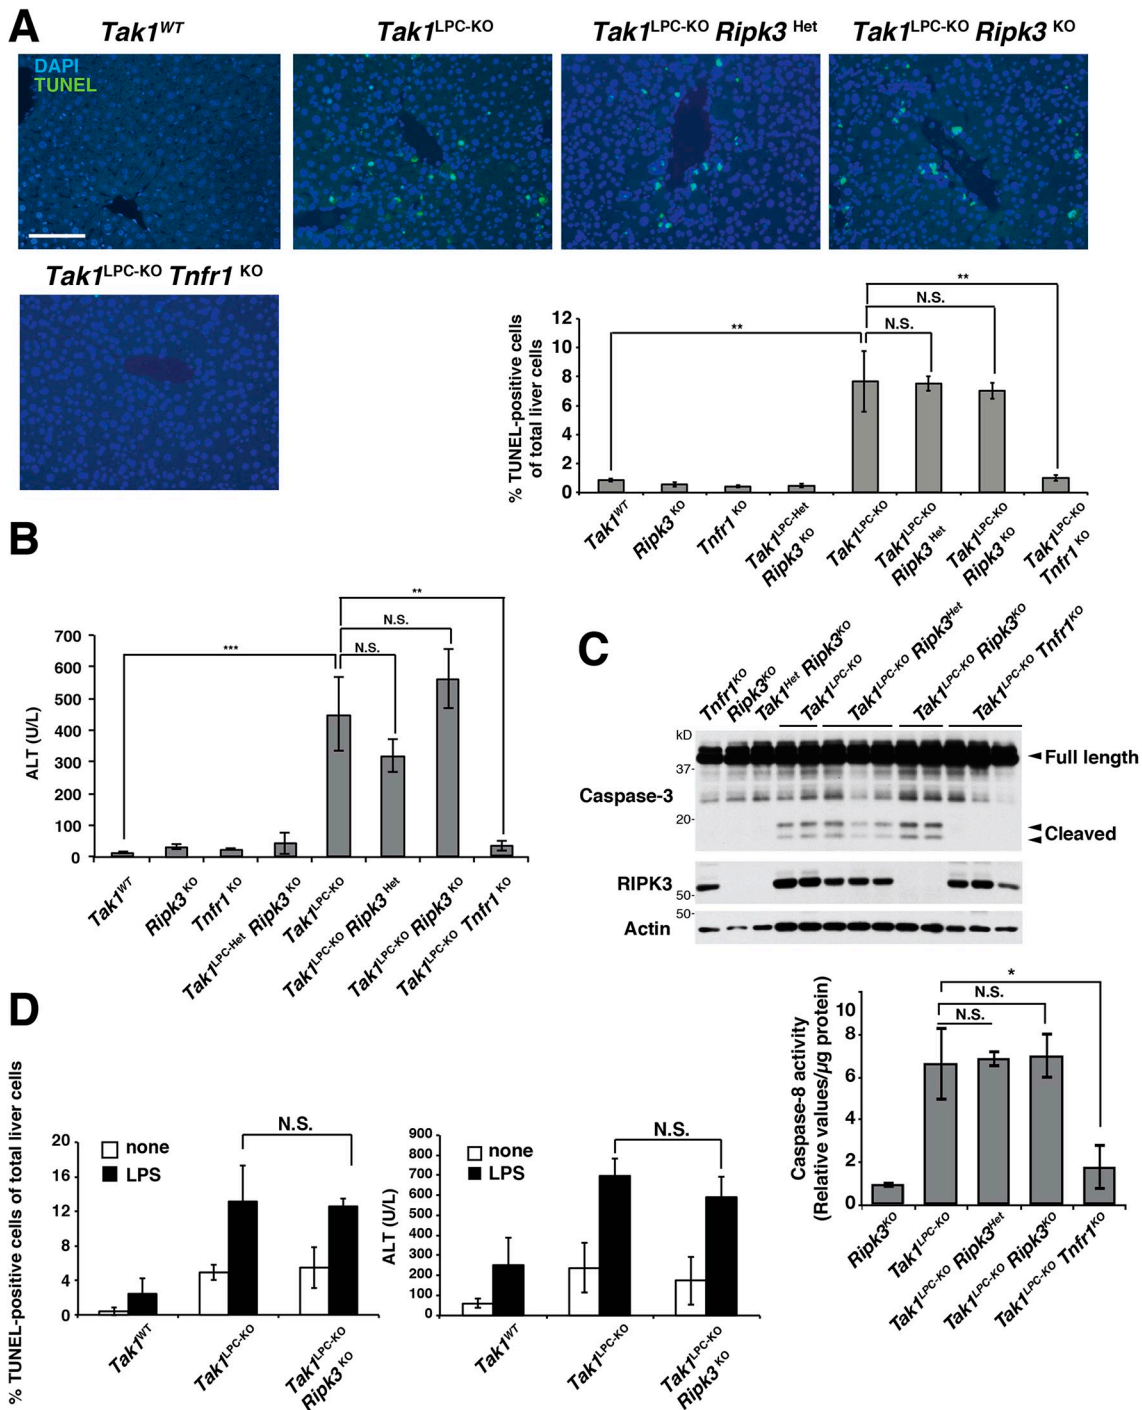 A
Tak1WT
Tak1LPC-KO
Tak1LPC-KO Ripk3 Het
Tak1LPC-KO Ripk3 KO
DAPI
TUNEL
Tak1LPC-KO Tnfr1 KO
% TUNEL-positive cells
of total liver cells
12
10
8
6
4
2
0
**
**
N.S.
N.S.
Tak1WT
Ripk3 KO
Tnfr1 KO
Tak1LPC-Het
Ripk3 KO
Tak1LPC-KO
Tak1LPC-KO
Ripk3 Het
Tak1LPC-KO
Ripk3 KO
Tak1LPC-KO
Tnfr1 KO
B
ALT (U/L)
700
600
500
400
300
200
100
0
***
**
N.S.
N.S.
Tak1WT
Ripk3 KO
Tnfr1 KO
Tak1LPC-Het Ripk3 KO
Tak1LPC-KO
Tak1LPC-KO Ripk3 Het
Tak1LPC-KO Ripk3 KO
Tak1LPC-KO Tnfr1 KO
C
Tnfr1KO
Ripk3KO
Tak1Het Ripk3KO
Tak1LPC-KO
Tak1LPC-KO Ripk3Het
Tak1LPC-KO Ripk3KO
Tak1LPC-KO Tnfr1KO
kD
37-
20-
Caspase-3
Full length
Cleaved
RIPK3
50-
50-
Actin
Caspase-8 activity
(Relative values/µg protein)
10
8
6
4
2
0
*
N.S.
N.S.
Ripk3KO
Tak1LPC-KO
Tak1LPC-KO Ripk3Het
Tak1LPC-KO Ripk3KO
Tak1LPC-KO Tnfr1KO
D
% TUNEL-positive cells of total liver cells
20
16
12
8
4
0
none
LPS
N.S.
Tak1WT
Tak1LPC-KO
Tak1LPC-KO
Ripk3 KO
ALT (U/L)
900
800
700
600
500
400
300
200
100
0
none
LPS
N.S.
Tak1WT
Tak1LPC-KO
Tak1LPC-KO
Ripk3 KO